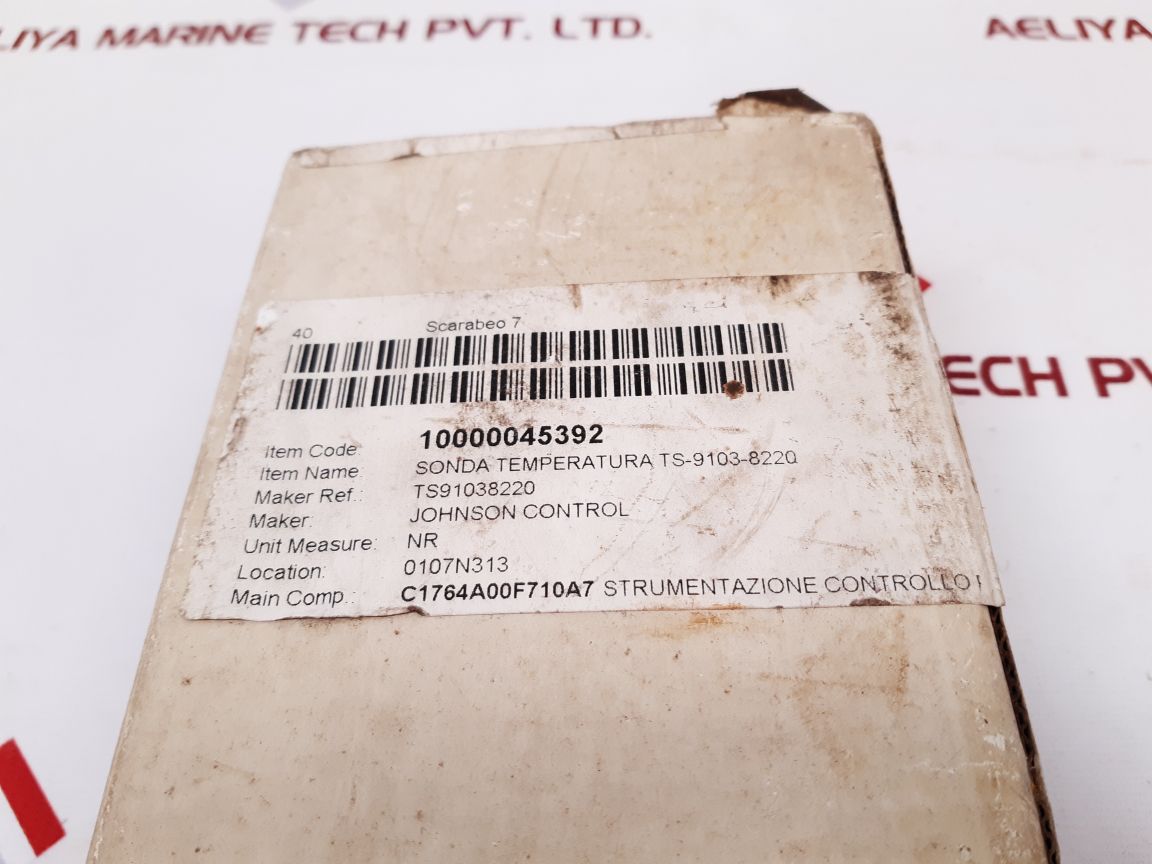 ELIYA MARINE TECH PVT. LTD.
AELIYA
ECH PV
40 Scarabeo 7
Item Code: 10000045392
Item Name: SONDA TEMPERATURA TS-9103-8220
Maker Ref.: TS91038220
Maker: JOHNSON CONTROL
Unit Measure: NR
Location: 0107N313
Main Comp.: C1764A00F710A7 STRUMENTAZIONE CONTROLLO